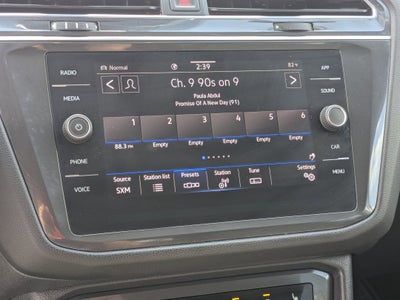 RADIO
MEDIA
PHONE
VOICE
Normal
2:39
82°F
Ch. 9 90s on 9
Paula Abdul
Promise Of A New Day (91)
1 2 3 4 5 6
88.3 FM Empty Empty Empty Empty Empty
Source Station list Presets Station Tune Settings
SXM
APP
SOUND
CAR
MENU